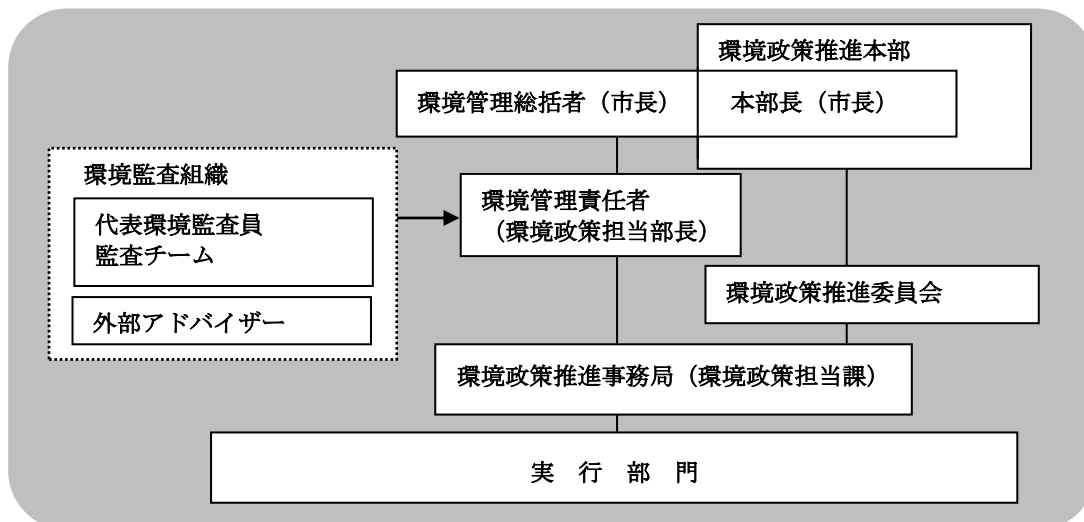 環境政策推進本部
環境管理総括者（市長）
本部長（市長）
環境監査組織
代表環境監査員
監査チーム
外部アドバイザー
環境管理責任者
（環境政策担当部長）
環境政策推進委員会
環境政策推進事務局（環境政策担当課）
実　行　部　門